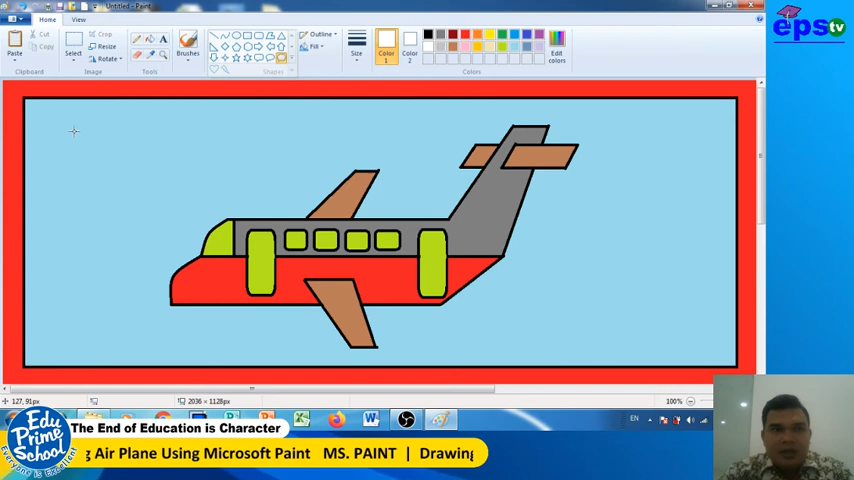 Untitled - Paint
Home View
Paste
Cut
Copy
Clipboard
Select
Crop
Resize
Rotate
Image
Tools
Brushes
Shapes
Outline
Fill
Size
Color 1
Color 2
Edit colors
Colors
eps tv
127, 91px
2036 × 1128px
100%
EN
Edu Prime School
Everyone is Excellent
The End of Education is Character
g Air Plane Using Microsoft Paint MS. PAINT | Drawing